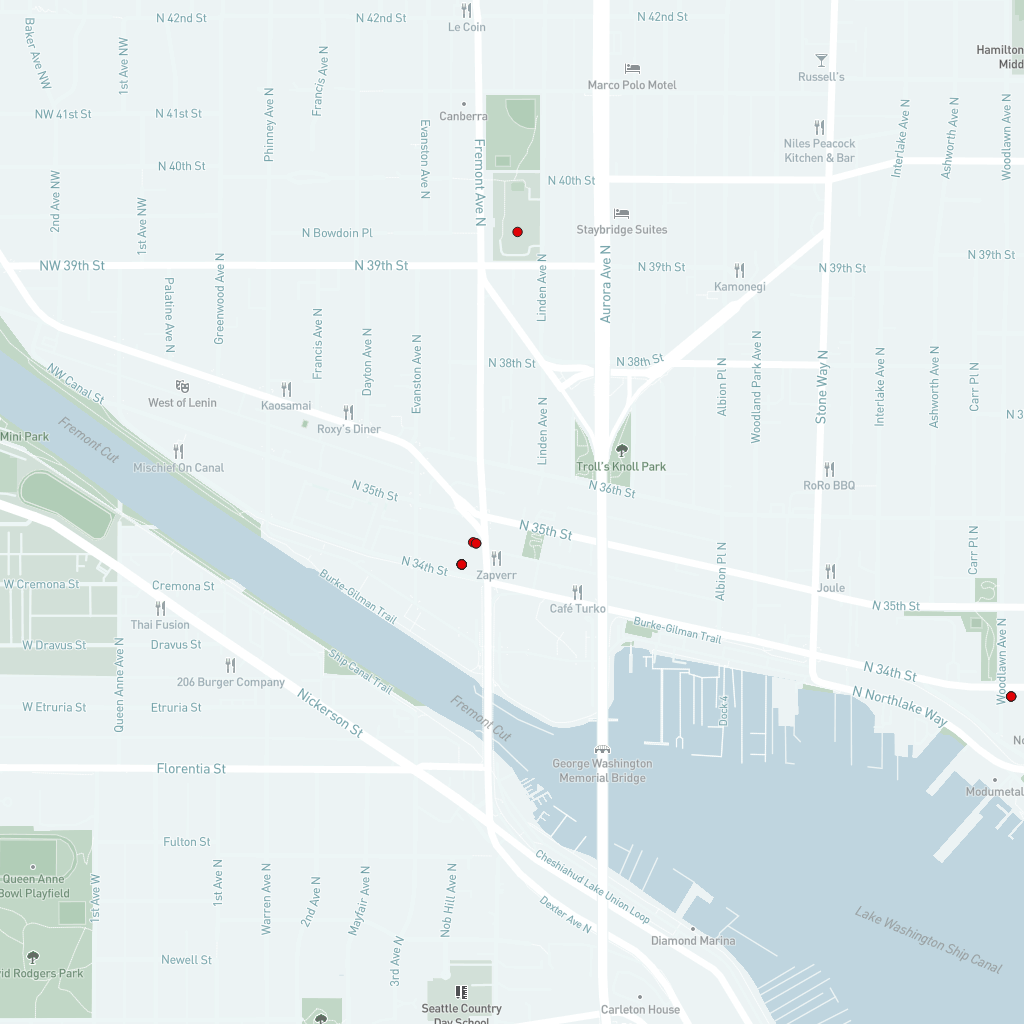 N 42nd St
Le Coin
N 42nd St
Baker Ave NW
1st Ave NW
Francis Ave N
Hamilton
Midd
Marco Polo Motel
Russell's
NW 41st St
N 41st St
Phinney Ave N
Canberra
Evanston Ave N
Fremont Ave N
Niles Peacock
Kitchen & Bar
Interlake Ave N
Ashworth Ave N
Woodlawn Ave N
N 40th St
N 40th St
2nd Ave NW
1st Ave NW
N Bowdoin Pl
Staybridge Suites
NW 39th St
N 39th St
N 39th St
N 39th St
N 39th St
Palatine Ave N
Greenwood Ave N
Linden Ave N
Aurora Ave N
Kamonegi
Francis Ave N
Dayton Ave N
Evanston Ave N
N 38th St
N 38th St
Albion Pl N
Woodland Park Ave N
Stone Way N
Interlake Ave N
Ashworth Ave N
Carr Pl N
NW Canal St
West of Lenin
Kaosamai
Roxy's Diner
Linden Ave N
N 3
Mini Park
Fremont Cut
Mischief On Canal
Troll's Knoll Park
N 36th St
RoRo BBQ
N 35th St
N 35th St
Carr Pl N
N 34th St
Zapverr
Albion Pl N
Joule
W Cremona St
Cremona St
Burke-Gilman Trail
Café Turko
N 35th St
Thai Fusion
Burke-Gilman Trail
W Dravus St
Dravus St
Queen Anne Ave N
Ship Canal Trail
206 Burger Company
N 34th St
Woodlawn Ave N
W Etruria St
Etruria St
Nickerson St
Fremont Cut
Dock 4
N Northlake Way
No
George Washington
Memorial Bridge
Florentia St
Modumetal
Fulton St
Queen Anne
Bowl Playfield
1st Ave W
1st Ave N
Warren Ave N
2nd Ave N
Mayfair Ave N
Nob Hill Ave N
Cheshiahud Lake Union Loop
Dexter Ave N
Lake Washington Ship Canal
Diamond Marina
3rd Ave N
Newell St
vid Rodgers Park
Seattle Country
Day School
Carleton House